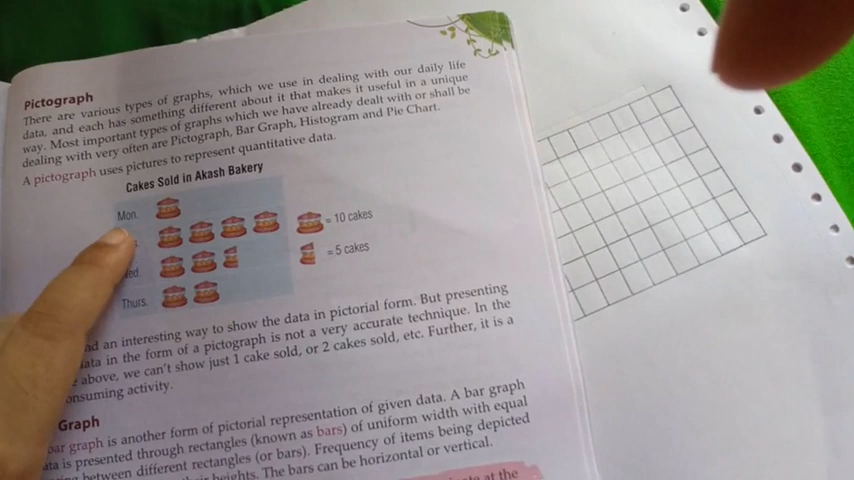 Pictograph
There are various types of graphs, which we use in dealing with our daily life
data, and each has something different about it that makes it useful in a unique
way. Most important types of graphs which we have already dealt with or shall be
dealing with very often are Pictograph, Bar Graph, Histogram and Pie Chart.
A pictograph uses pictures to represent quantitative data.
Cakes Sold in Akash Bakery
Mon.
= 10 cakes
= 5 cakes
Thurs.
an interesting way to show the data in pictorial form. But presenting
in the form of a pictograph is not a very accurate technique. In the
above, we can't show just 1 cake sold, or 2 cakes sold, etc. Further, it is a
activity.
Graph
bar graph is another form of pictorial representation of given data. A bar graph
is presented through rectangles (known as bars) of uniform width with equal
between different rectangles (or bars). Frequency of items being depicted
heights. The bars can be horizontal or vertical.
at the